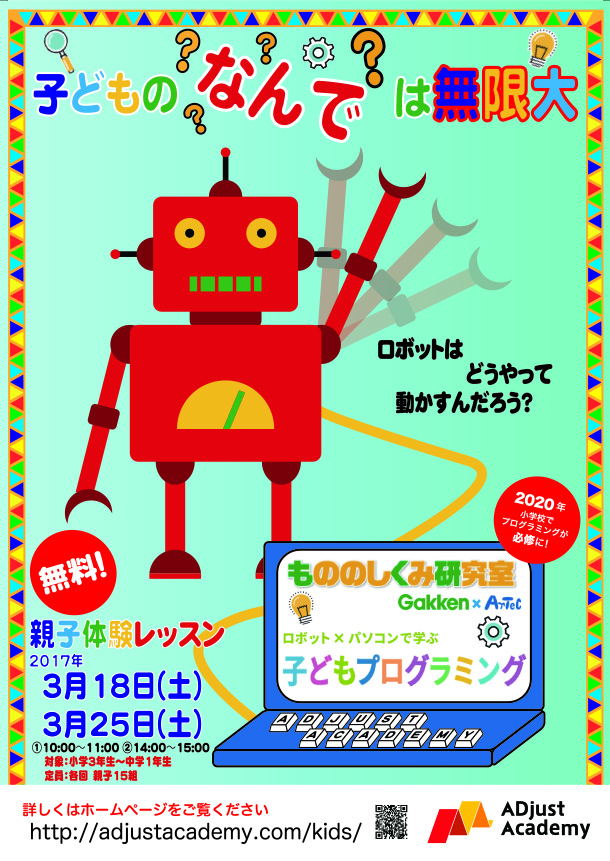 子どものなんでは無限大
ロボットは
どうやって
動かすんだろう?
2020年
小学校で
プログラミングが
必修に!
もののしくみ研究室
Gakken×ArTeC
ロボット×パソコンで学ぶ
子どもプログラミング
ADJUST
ACADEMY
無料!
親子体験レッスン
2017年
3月18日(土)
3月25日(土)
①10:00~11:00 ②14:00~15:00
対象:小学3年生~中学1年生
定員:各回 親子15組
詳しくはホームページをご覧ください
http://adjustacademy.com/kids/
ADjust
Academy